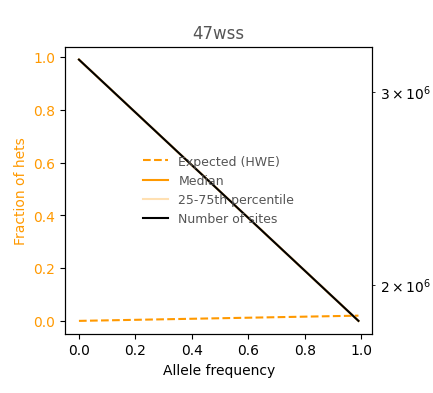 47wss
1.0
0.8
0.6
0.4
0.2
0.0
Fraction of hets
3 × 10⁶
2 × 10⁶
Expected (HWE)
Median
25-75th percentile
Number of sites
0.0 0.2 0.4 0.6 0.8 1.0
Allele frequency